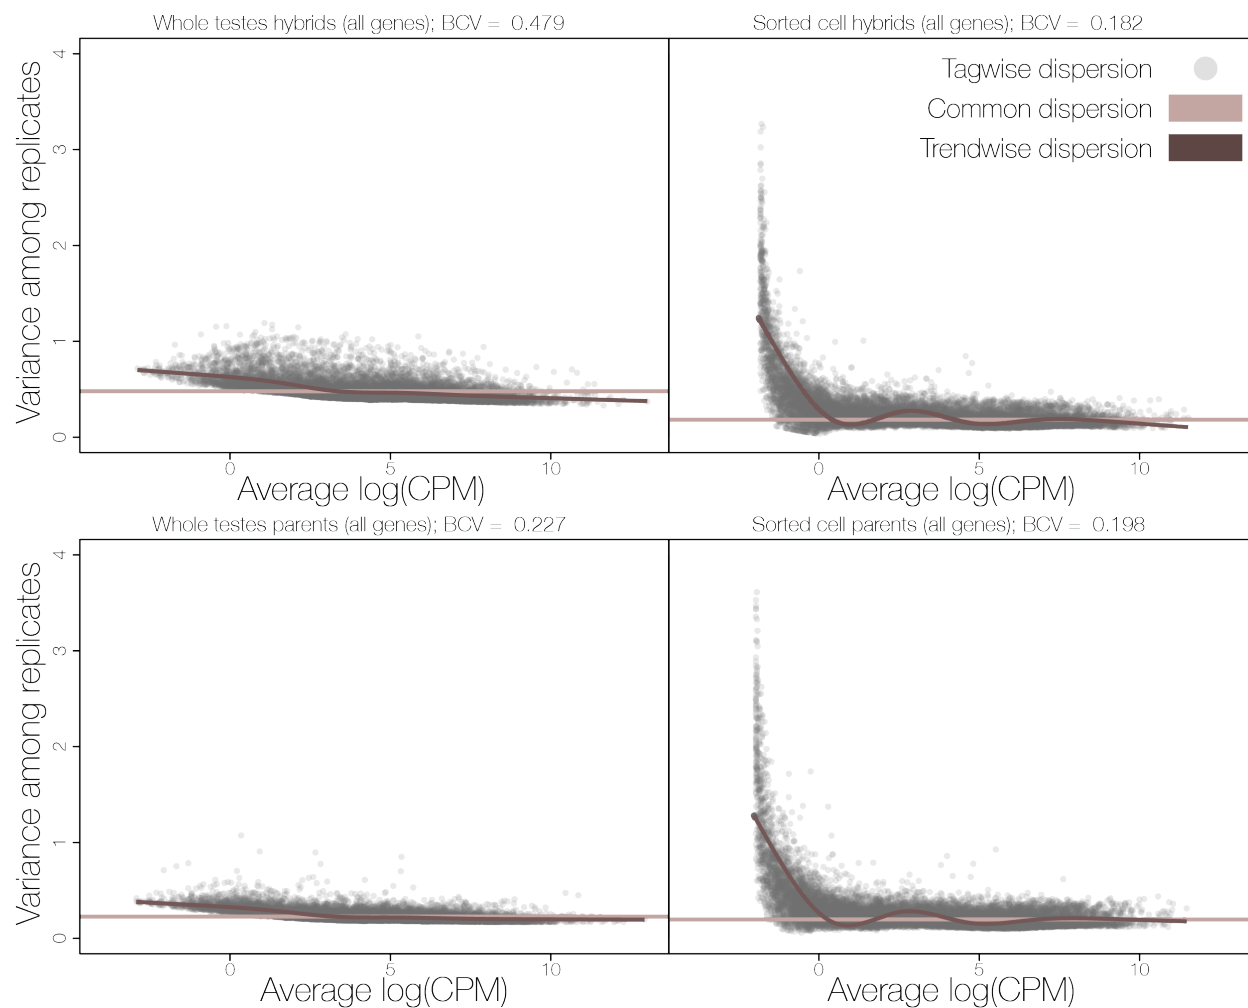 Whole testes hybrids (all genes); BCV = 0.479
Sorted cell hybrids (all genes); BCV = 0.182
Variance among replicates
4
3
2
1
0
Tagwise dispersion
Common dispersion
Trendwise dispersion
0 5 10
0 5 10
Average log(CPM)
Average log(CPM)
Whole testes parents (all genes); BCV = 0.227
Sorted cell parents (all genes); BCV = 0.198
Variance among replicates
4
3
2
1
0
0 5 10
0 5 10
Average log(CPM)
Average log(CPM)